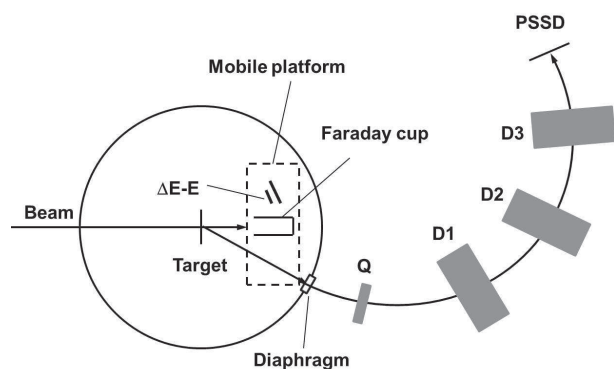 PSSD
Mobile platform
D3
Faraday cup
ΔE-E
D2
Beam
D1
Target
Q
Diaphragm